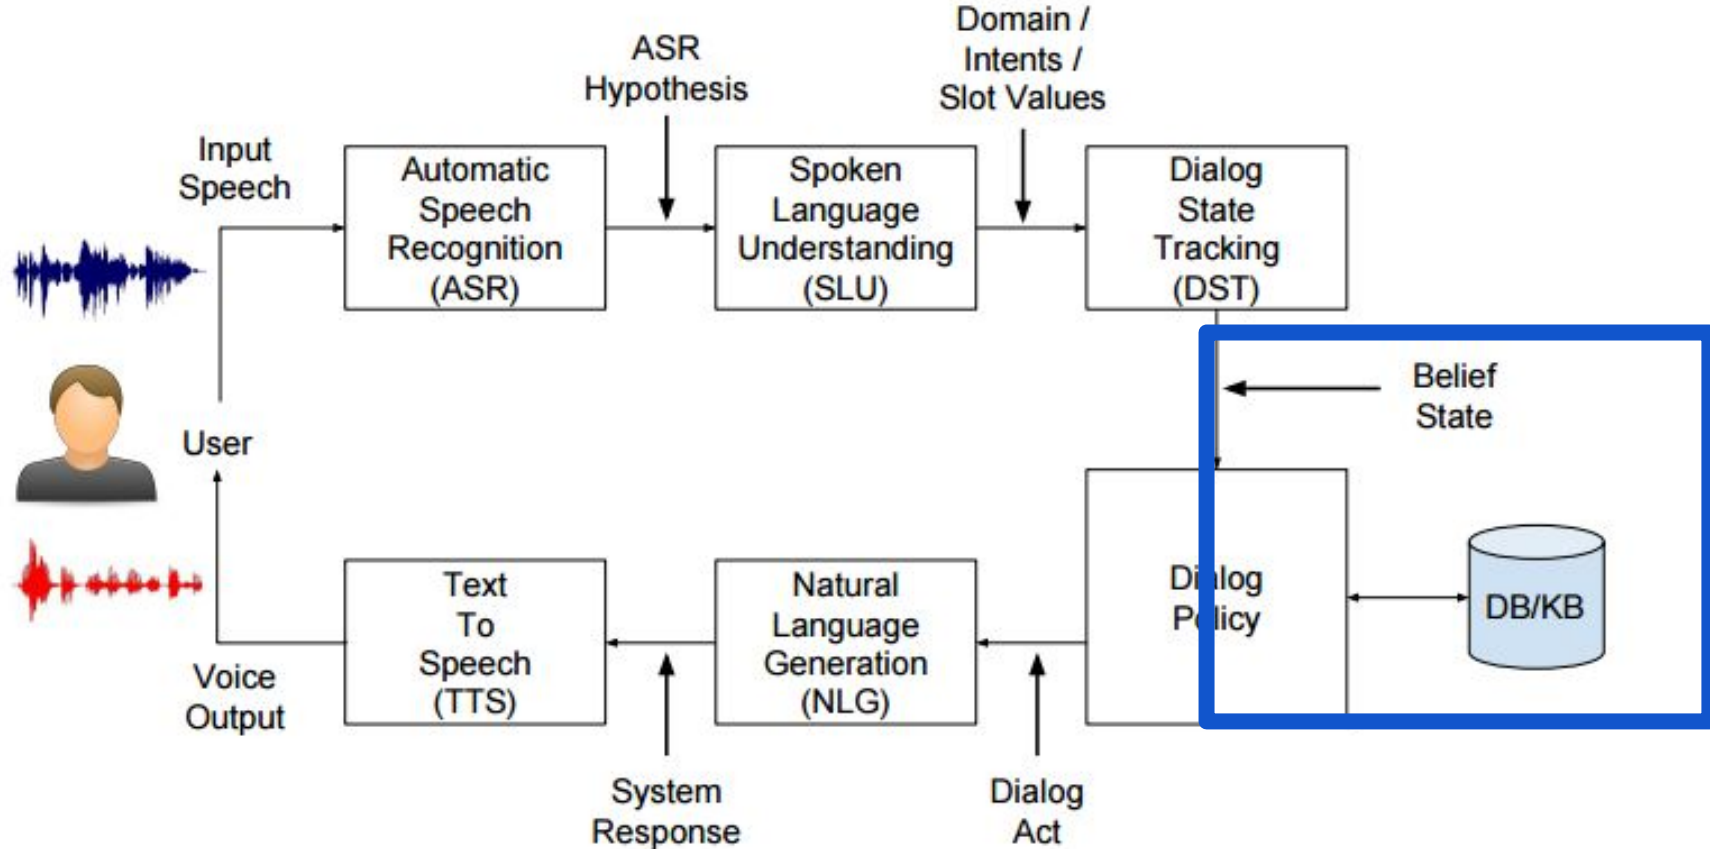 Input
Speech
Automatic
Speech
Recognition
(ASR)
ASR
Hypothesis
Spoken
Language
Understanding
(SLU)
Domain /
Intents /
Slot Values
Dialog
State
Tracking
(DST)
Belief
State
User
Dialog
Policy
DB/KB
Dialog
Act
Natural
Language
Generation
(NLG)
System
Response
Text
To
Speech
(TTS)
Voice
Output